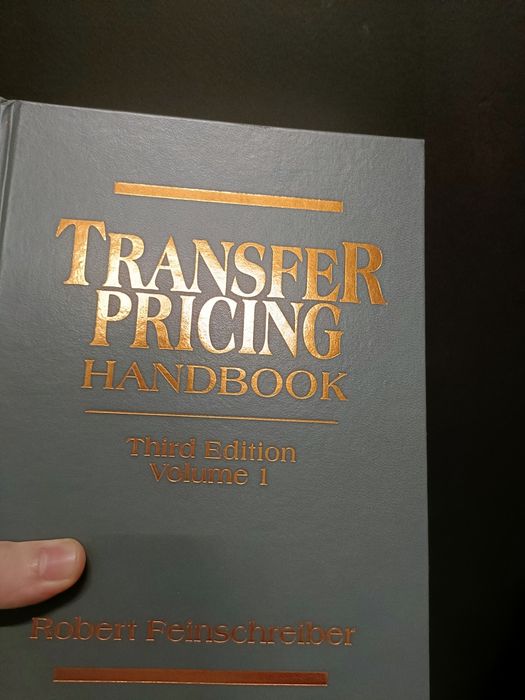 TRANSFER
PRICING
HANDBOOK
Third Edition
Volume 1
Robert Feinschreiber